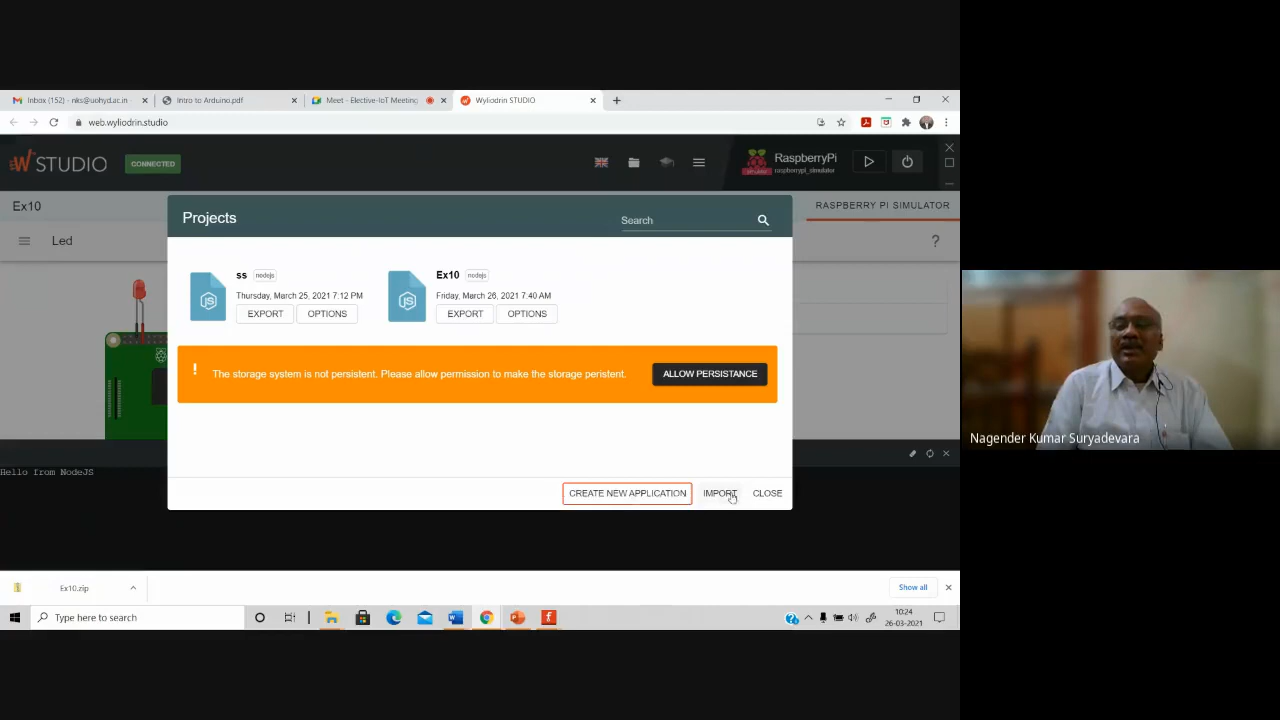 Inbox (152) - nks@uohyd.ac.in
Intro to Arduino.pdf
Meet - Elective-IoT Meeting
Wyliodrin STUDIO
web.wyliodrin.studio
STUDIO
CONNECTED
RaspberryPi
raspberrypi_simulator
Ex10
RASPBERRY PI SIMULATOR
Led
?
Projects
Search
ss nodejs
Thursday, March 25, 2021 7:12 PM
EXPORT OPTIONS
Ex10 nodejs
Friday, March 26, 2021 7:40 AM
EXPORT OPTIONS
! The storage system is not persistent. Please allow permission to make the storage peristent.
ALLOW PERSISTANCE
Hello from NodeJS
CREATE NEW APPLICATION IMPORT CLOSE
Nagender Kumar Suryadevara
Ex10.zip
Show all
Type here to search
10:24
26-03-2021